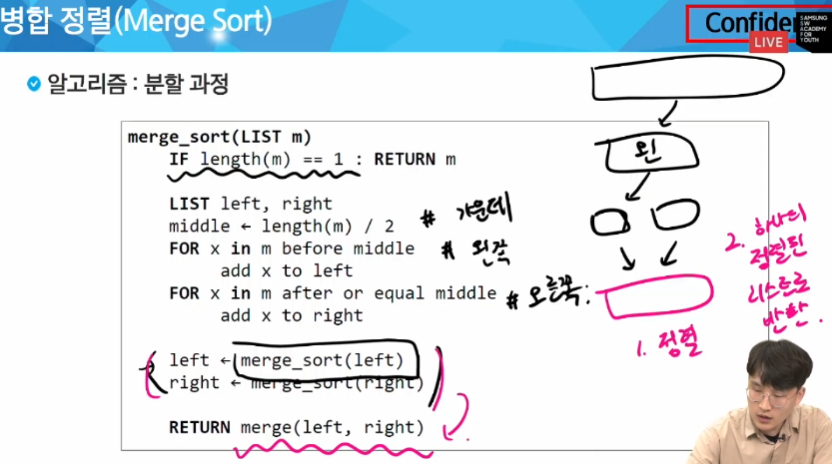 병합 정렬(Merge Sort)
Confiden
LIVE
SAMSUNG
SW
ACADEMY
FOR
YOUTH
알고리즘 : 분할 과정
merge_sort(LIST m)
IF length(m) == 1 : RETURN m
LIST left, right
middle ← length(m) / 2 # 가운데
FOR x in m before middle # 왼쪽
add x to left
FOR x in m after or equal middle # 오른쪽:
add x to right
left ← merge_sort(left)
right ← merge_sort(right)
RETURN merge(left, right)
왼
1. 정렬
2. 하나의
정렬된
리스트로
반환.